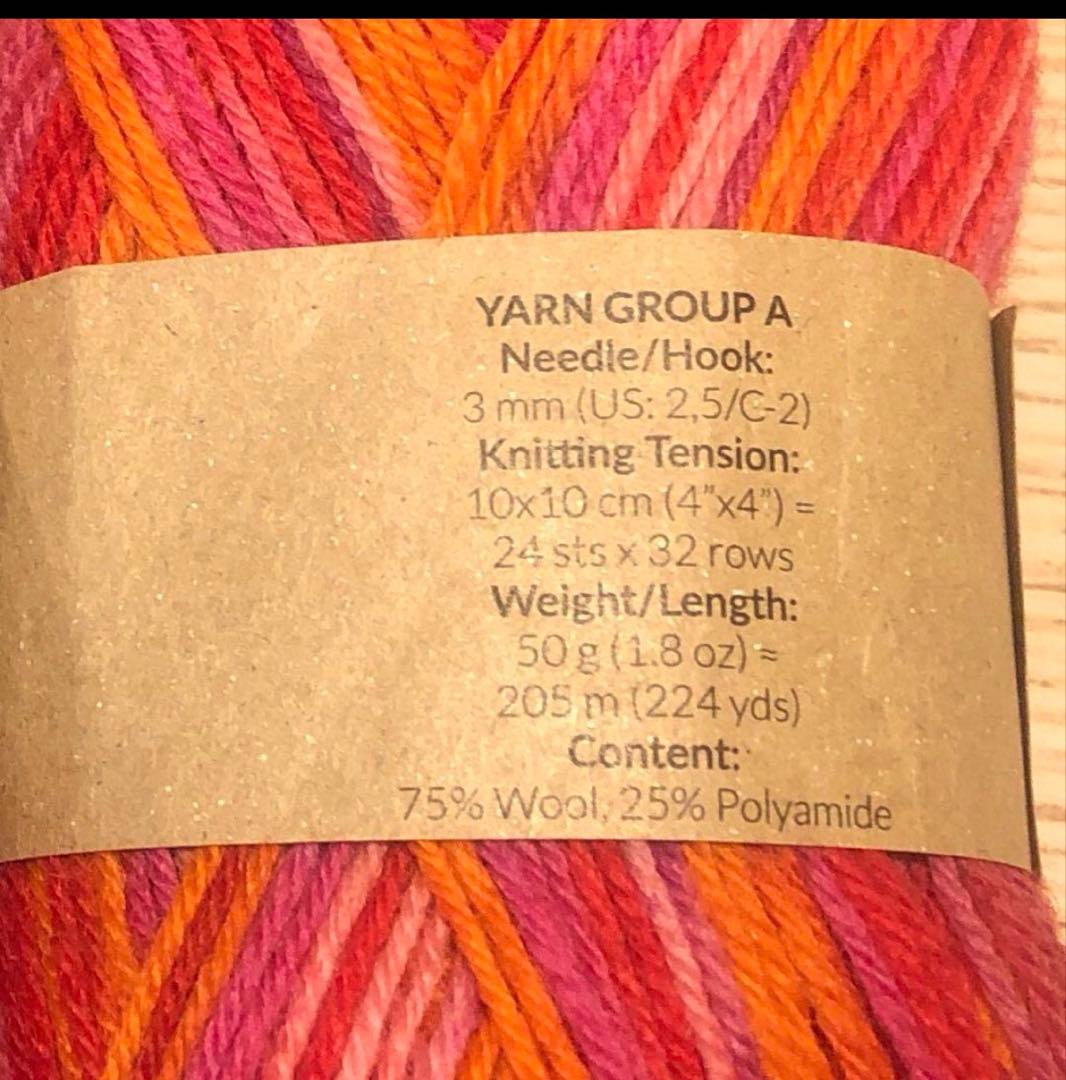 YARN GROUP A
Needle/Hook:
3 mm (US: 2,5/C-2)
Knitting Tension:
10x10 cm (4"x4") =
24 sts x 32 rows
Weight/Length:
50 g (1.8 oz) ≈
205 m (224 yds)
Content:
75% Wool, 25% Polyamide